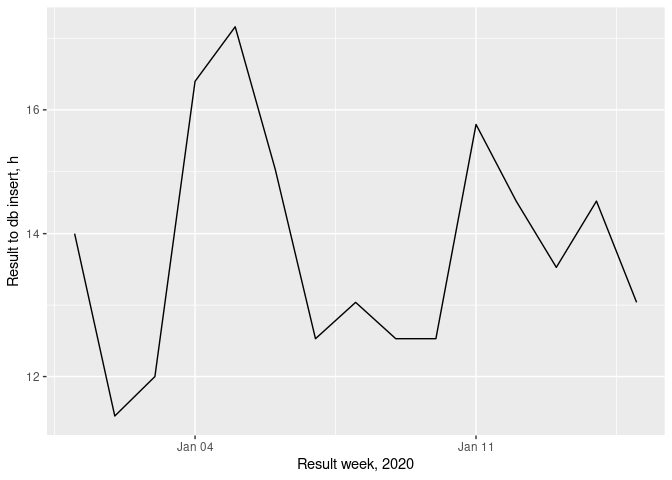 Result to db insert, h
16
14
12
Jan 04
Jan 11
Result week, 2020